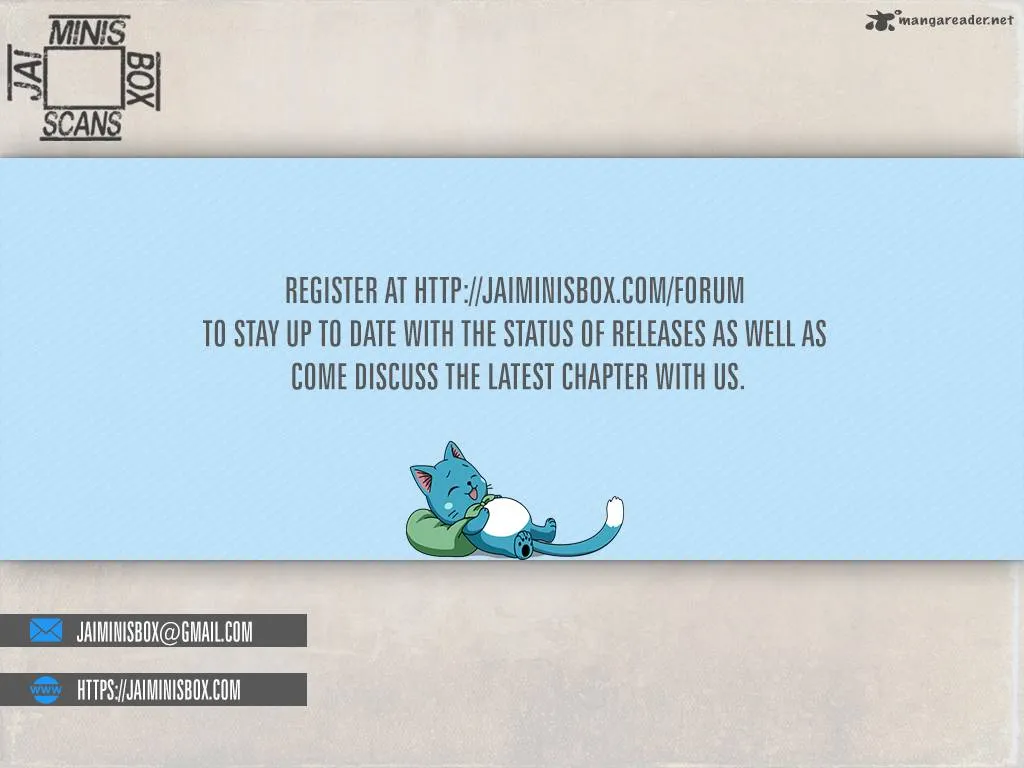 JAI
MINIS
BOX
SCANS
mangareader.net
REGISTER AT HTTP://JAIMINISBOX.COM/FORUM
TO STAY UP TO DATE WITH THE STATUS OF RELEASES AS WELL AS
COME DISCUSS THE LATEST CHAPTER WITH US.
JAIMINISBOX@GMAIL.COM
WWW
HTTPS://JAIMINISBOX.COM